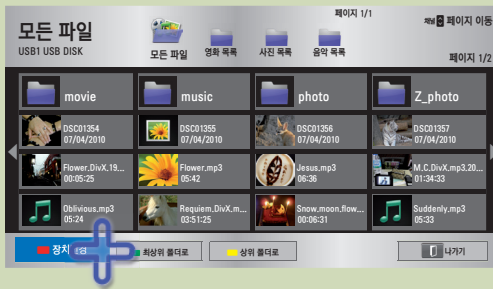 모든 파일
USB1 USB DISK
모든 파일
영화 목록
사진 목록
음악 목록
페이지 1/1
채널 페이지 이동
페이지 1/2
movie
music
photo
Z_photo
DSC01354
07/04/2010
DSC01355
07/04/2010
DSC01356
07/04/2010
DSC01357
07/04/2010
Flower,DivX,19...
00:05:25
Flower,mp3
05:42
Jesus,mp3
06:36
M,C,DivX,mp3,20...
01:34:33
Oblivious,mp3
05:24
Requiem,DivX,m...
03:51:25
Snow,moon,flow...
00:06:31
Suddenly,mp3
05:33
장치
최상위 폴더로
상위 폴더로
나가기